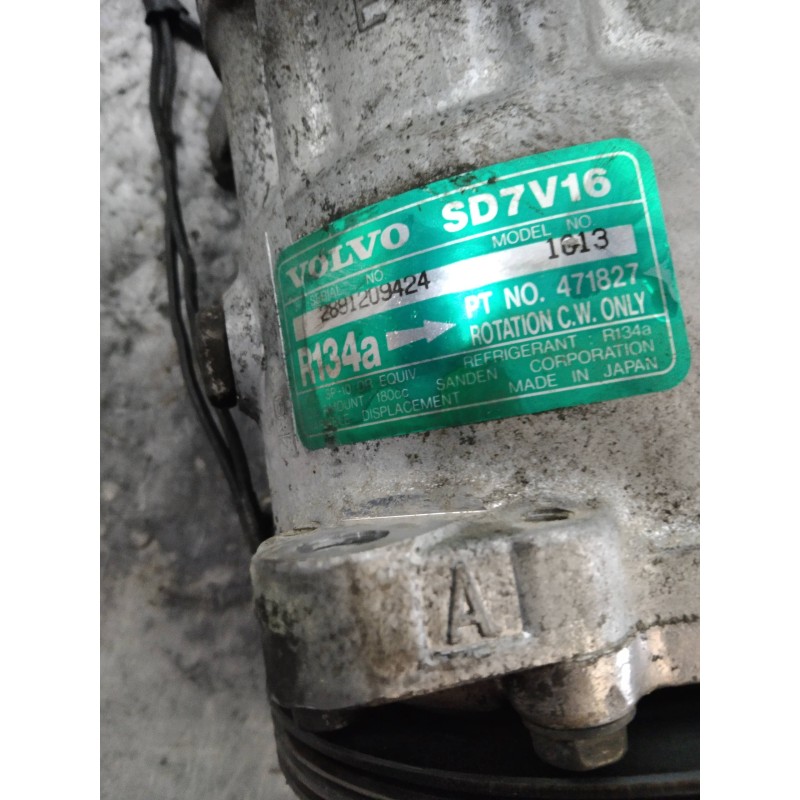 VOLVO SD7V16
SERIAL NO. MODEL NO
2891209424 1G13
R134a PT NO. 471827
ROTATION C.W. ONLY
EQUIV. REFRIGERANT R134a
180cc SANDEN CORPORATION
DISPLACEMENT MADE IN JAPAN
A